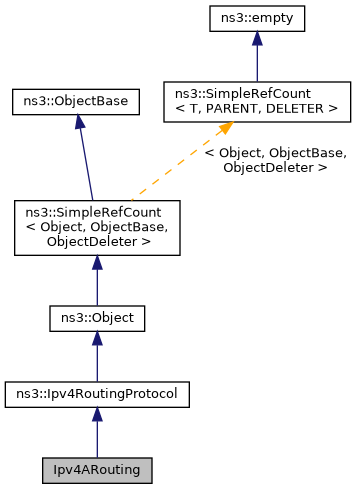 ns3::empty
ns3::SimpleRefCount
< T, PARENT, DELETER >
ns3::ObjectBase
< Object, ObjectBase,
ObjectDeleter >
ns3::SimpleRefCount
< Object, ObjectBase,
ObjectDeleter >
ns3::Object
ns3::Ipv4RoutingProtocol
Ipv4ARouting